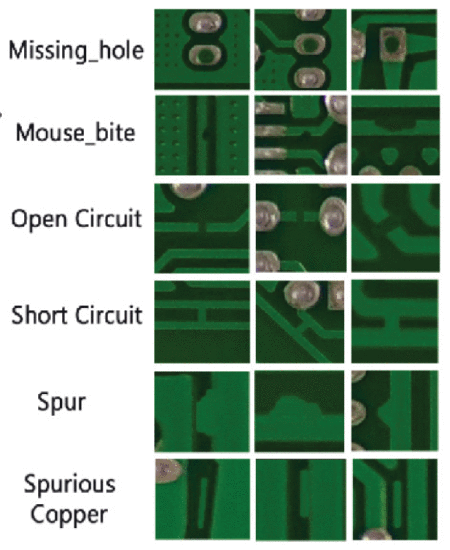 Missing_hole
Mouse_bite
Open Circuit
Short Circuit
Spur
Spurious
Copper